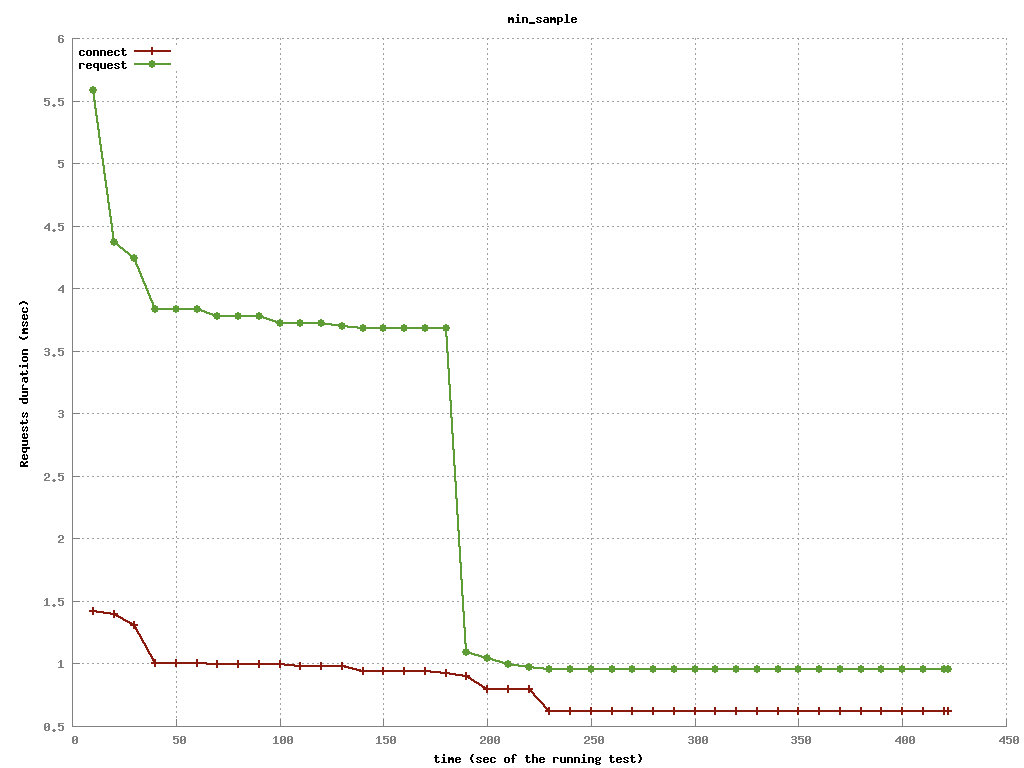 min_sample
connect
request
6
5.5
5
4.5
4
3.5
3
2.5
2
1.5
1
0.5
Requests duration (msec)
0 50 100 150 200 250 300 350 400 450
time (sec of the running test)